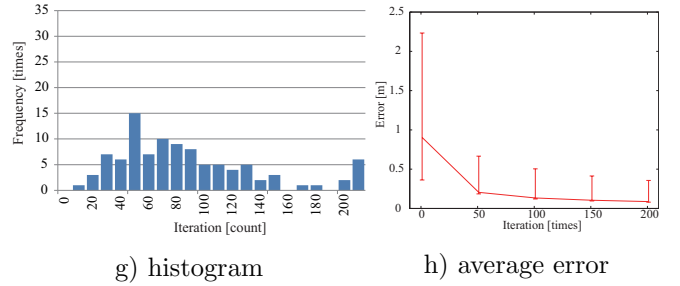 35
30
25
20
15
10
5
0
Frequency [times]
0 20 40 60 80 100 120 140 160 180 200
Iteration [count]
g) histogram
2.5
2
1.5
1
0.5
0
Error [m]
0 50 100 150 200
Iteration [times]
h) average error